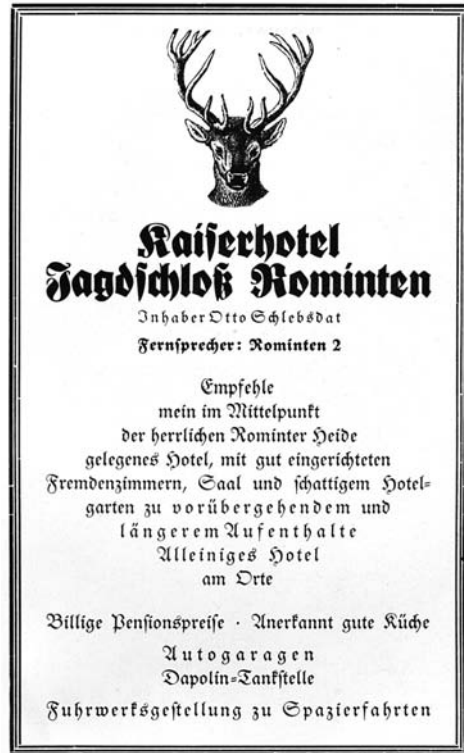 Kaiserhotel
Jagdschloß Rominten
Inhaber Otto Schlebsdat
Fernsprecher: Rominten 2
Empfehle
mein im Mittelpunkt
der herrlichen Rominter Heide
gelegenes Hotel, mit gut eingerichteten
Fremdenzimmern, Saal und schattigem Hotel-
garten zu vorübergehendem und
längerem Aufenthalte
Alleiniges Hotel
am Orte
Billige Pensionspreise · Anerkannt gute Küche
Autogaragen
Dapolin-Tankstelle
Fuhrwerksgestellung zu Spazierfahrten